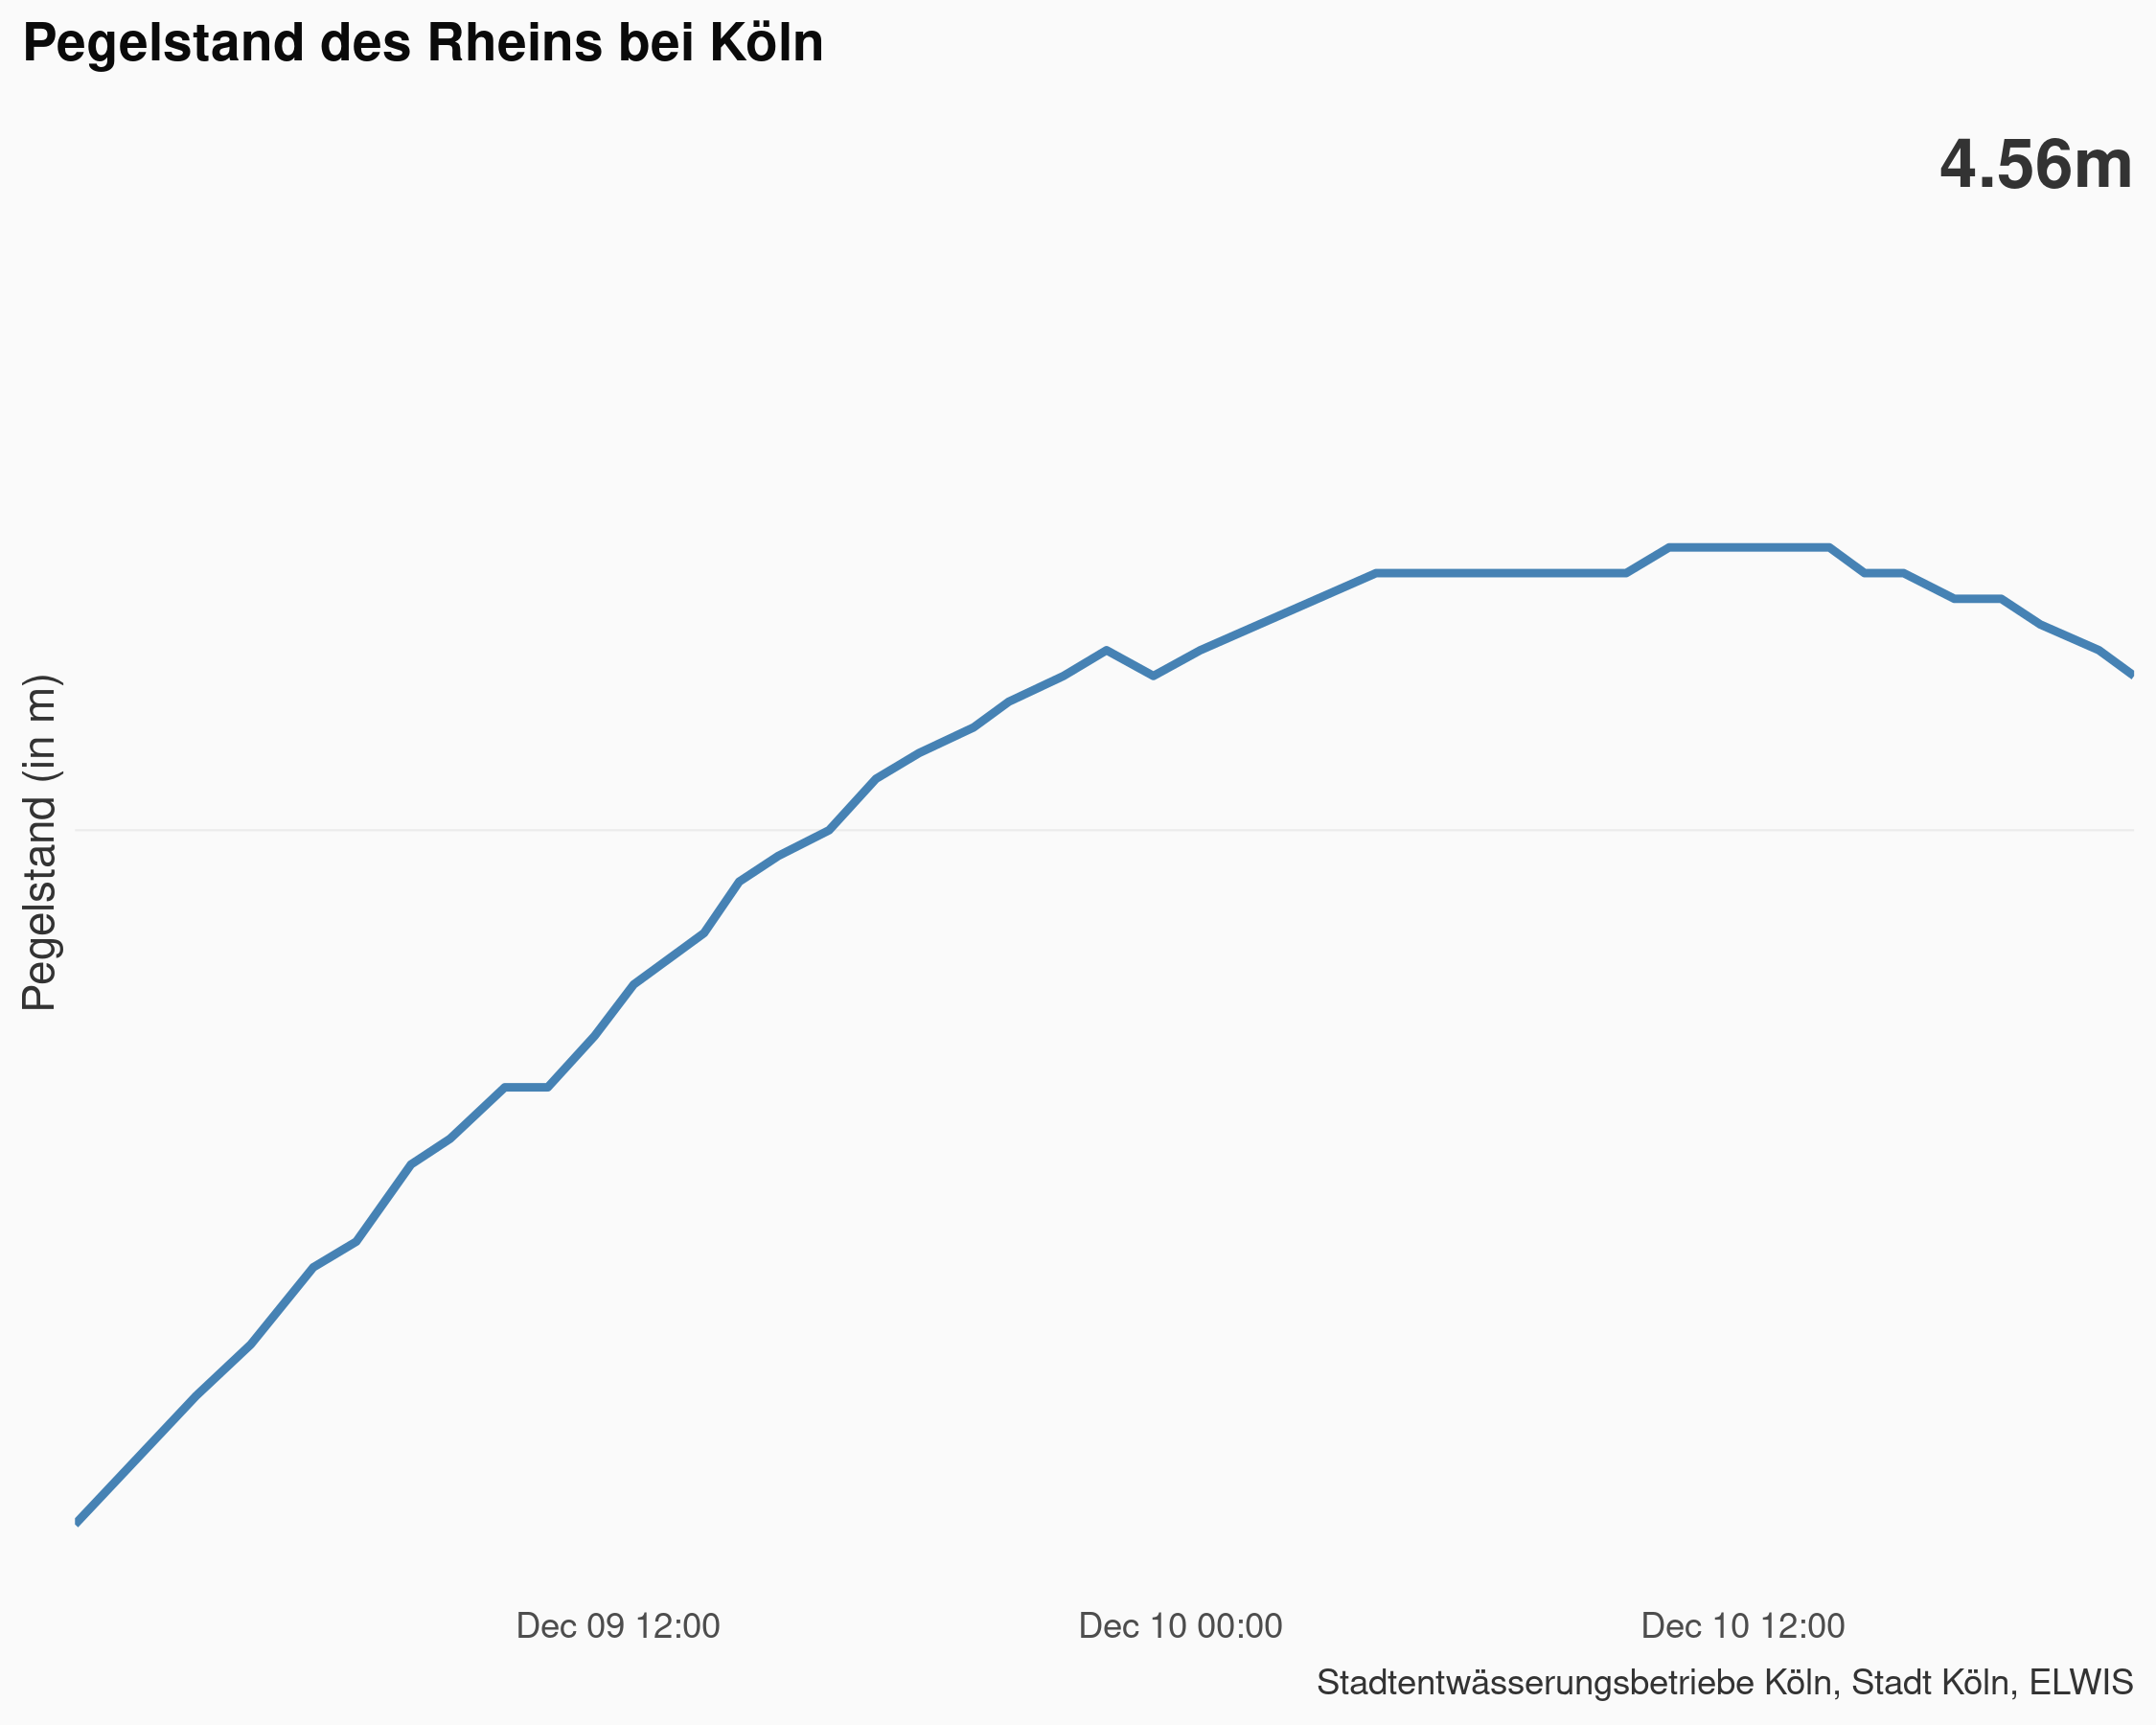 Pegelstand des Rheins bei Köln
4.56m
Pegelstand (in m)
Dec 09 12:00
Dec 10 00:00
Dec 10 12:00
Stadtentwässerungsbetriebe Köln, Stadt Köln, ELWIS